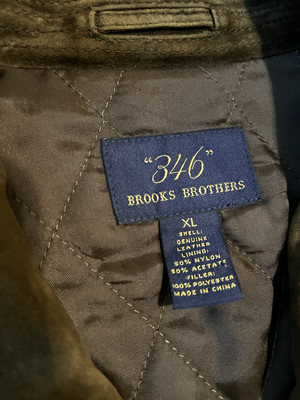 "346"
BROOKS BROTHERS
XL
SHELL:
GENUINE
LEATHER
LINING:
50% NYLON
50% ACETATE
FILLER:
100% POLYESTER
MADE IN CHINA